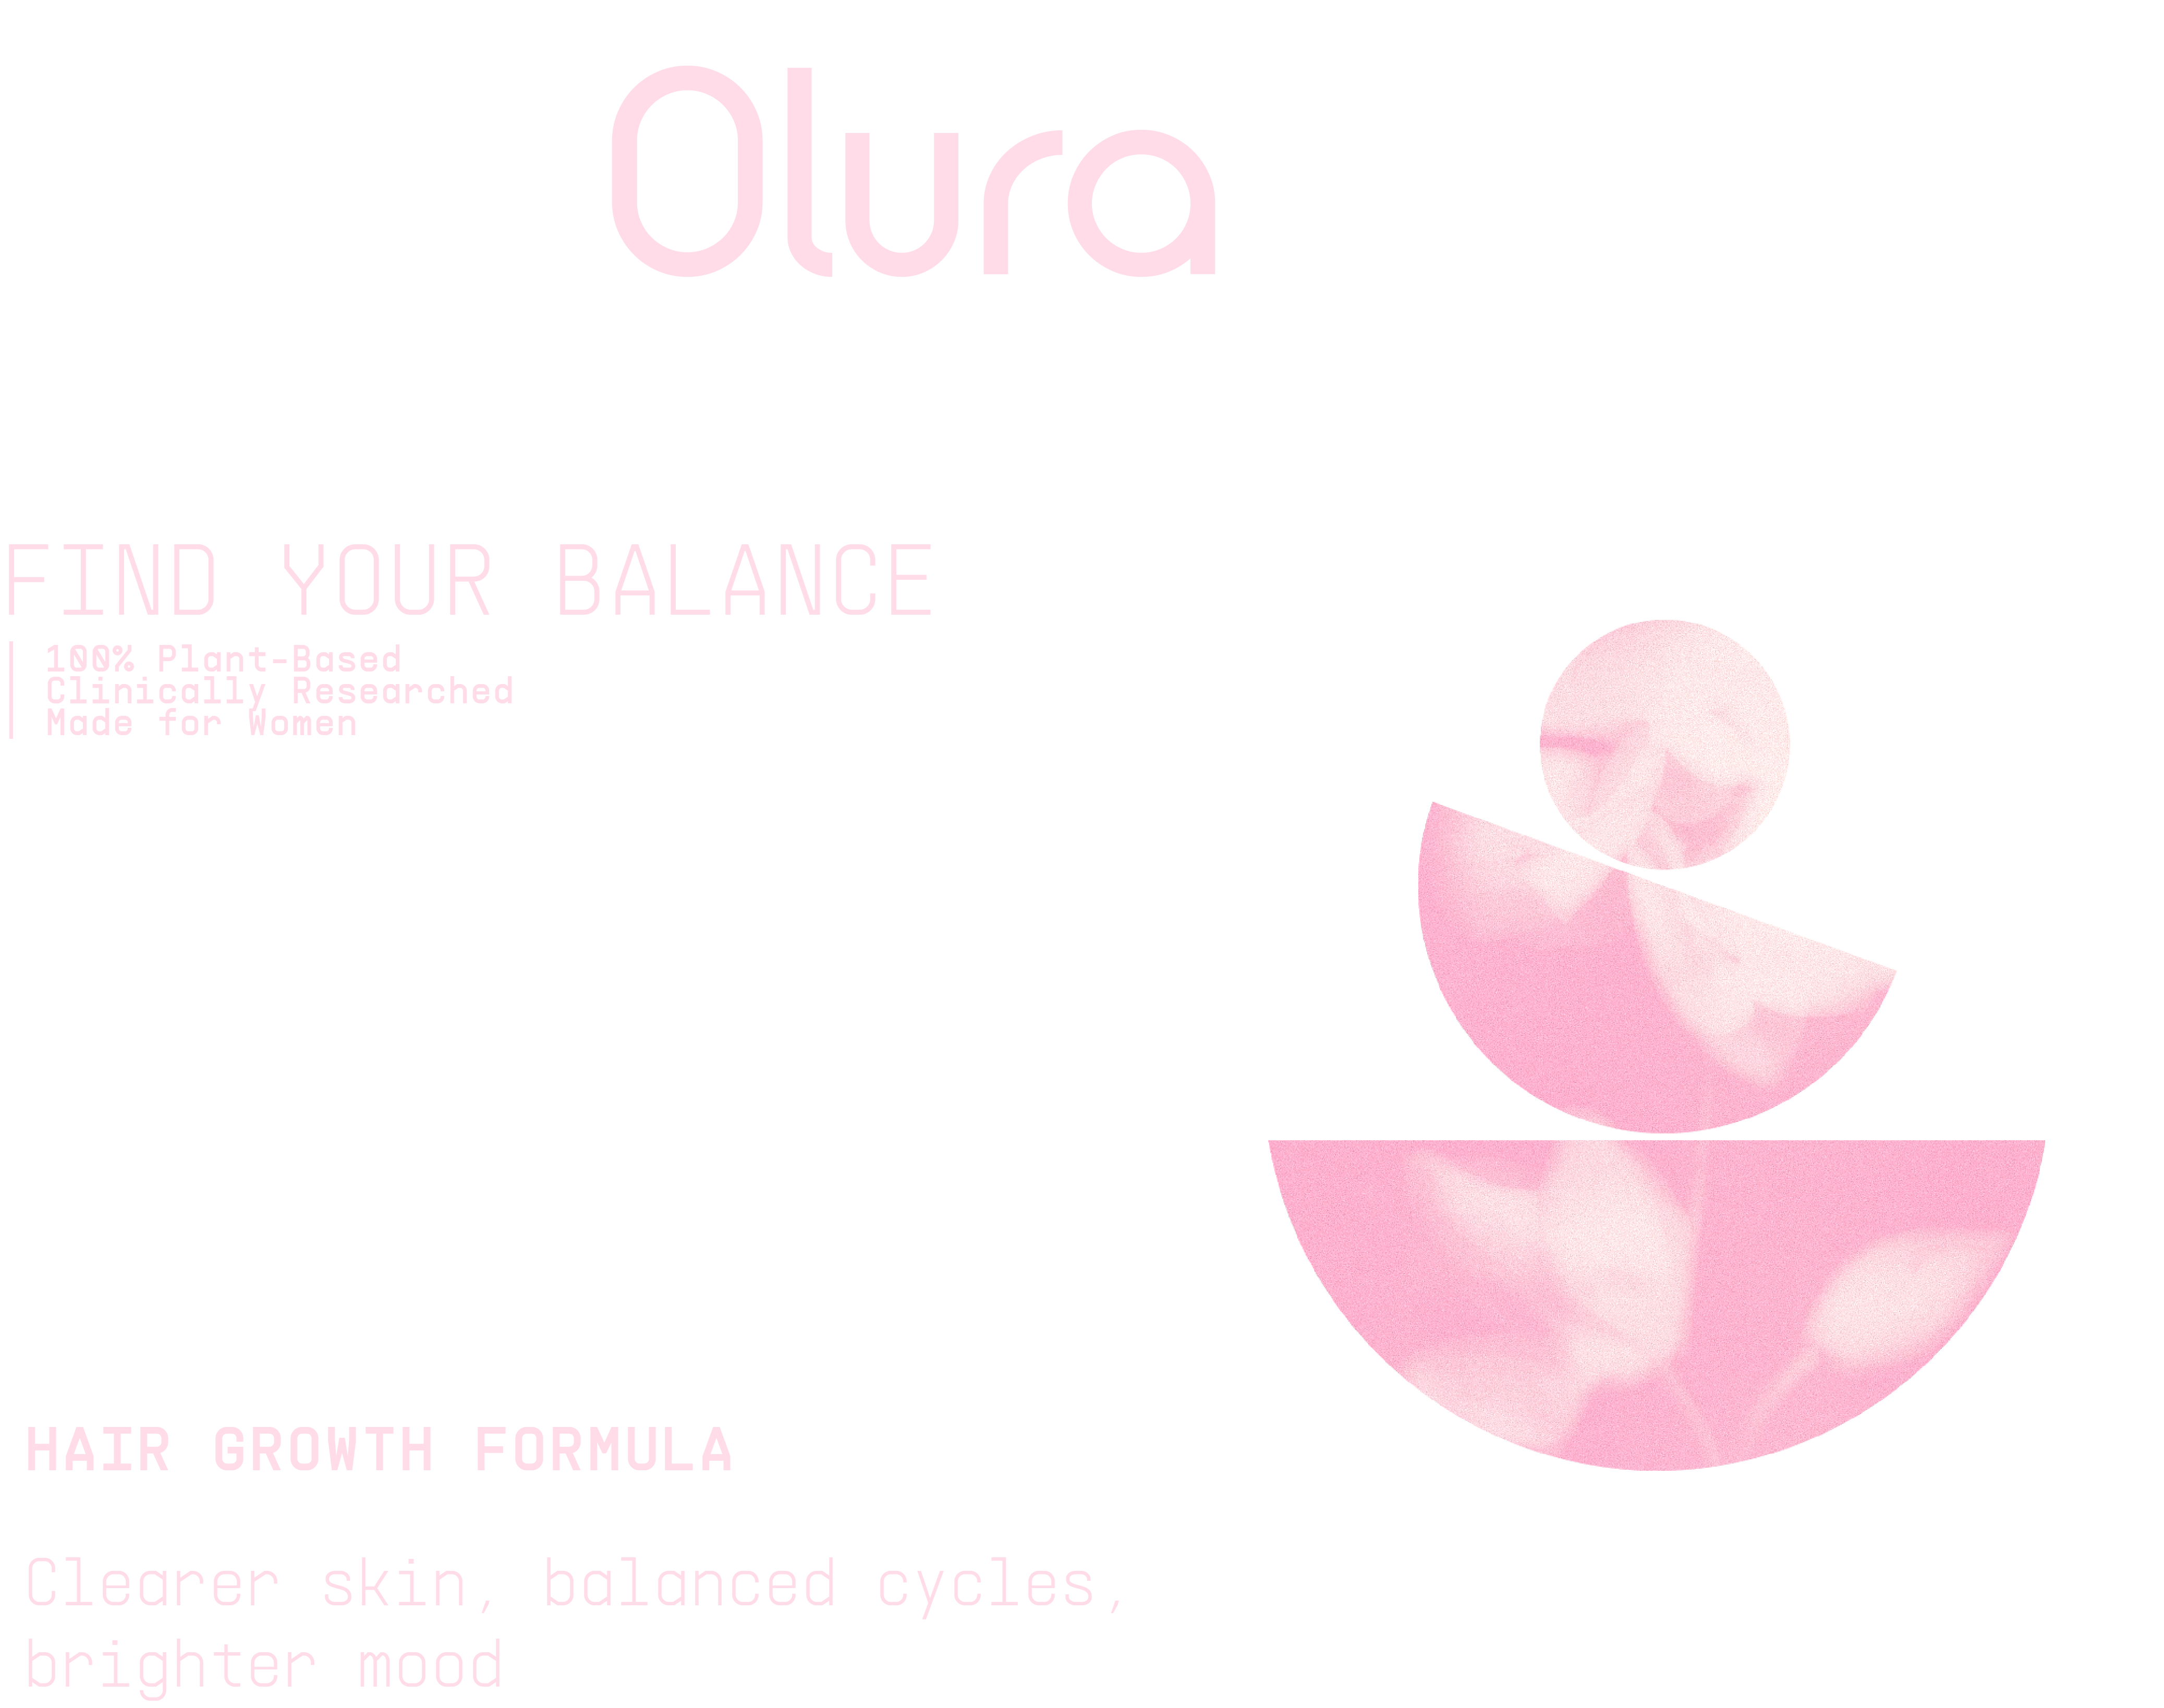 Olura
FIND YOUR BALANCE
100% Plant-Based
Clinically Researched
Made for Women
HAIR GROWTH FORMULA
Clearer skin, balanced cycles,
brighter mood